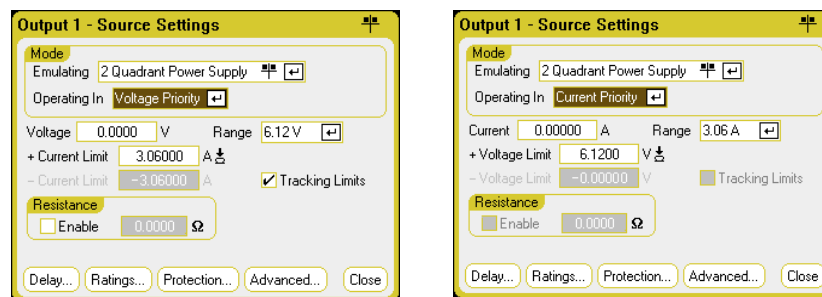 Output 1 - Source Settings
Mode
Emulating 2 Quadrant Power Supply
Operating In Voltage Priority
Voltage 0.0000 V Range 6.12 V
+ Current Limit 3.06000 A
- Current Limit -3.06000 A Tracking Limits
Resistance
Enable 0.0000 Ω
Delay... Ratings... Protection... Advanced... Close
Output 1 - Source Settings
Mode
Emulating 2 Quadrant Power Supply
Operating In Current Priority
Current 0.00000 A Range 3.06 A
+ Voltage Limit 6.1200 V
- Voltage Limit -0.00000 V Tracking Limits
Resistance
Enable 0.0000 Ω
Delay... Ratings... Protection... Advanced... Close